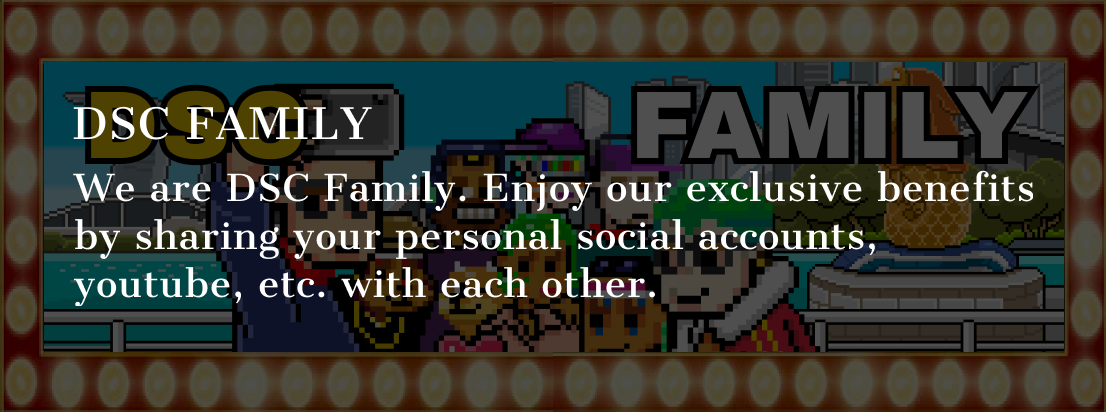 DSC FAMILY
DSC FAMILY
We are DSC Family. Enjoy our exclusive benefits
by sharing your personal social accounts,
youtube, etc. with each other.